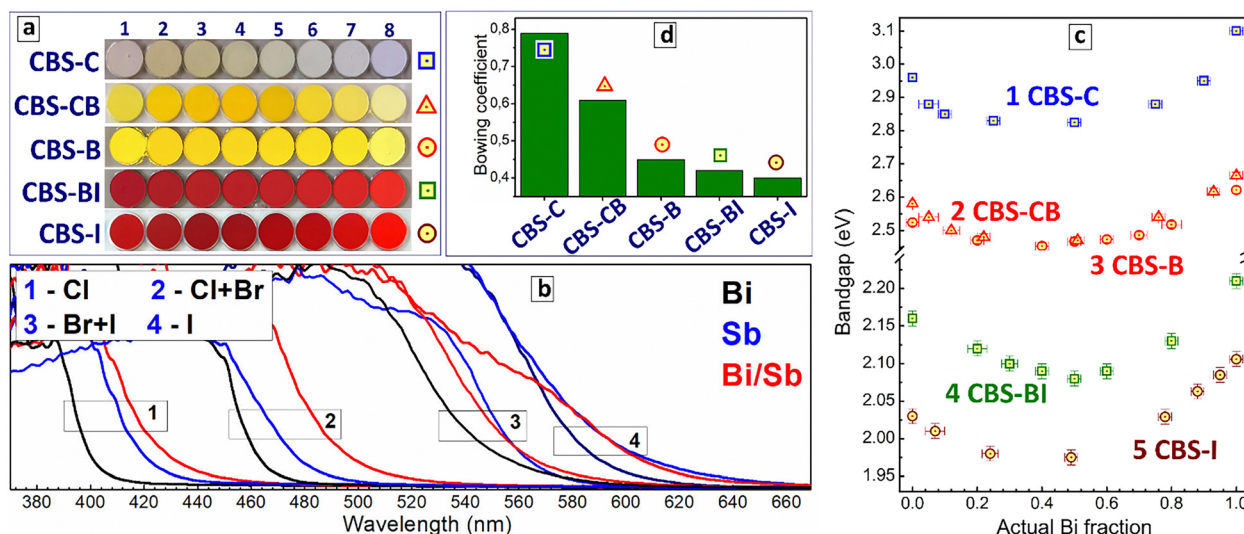 a
1 2 3 4 5 6 7 8
CBS-C
CBS-CB
CBS-B
CBS-BI
CBS-I
d
Bowing coefficient
0,8
0,7
0,6
0,5
0,4
CBS-C CBS-CB CBS-B CBS-BI CBS-I
b
1 - Cl 2 - Cl+Br
3 - Br+I 4 - I
Bi
Sb
Bi/Sb
1
2
3
4
380 400 420 440 460 480 500 520 540 560 580 600 620 640 660
Wavelength (nm)
c
Bandgap (eV)
3.1
3.0
2.9
2.8
2.7
2.6
2.5
2.20
2.15
2.10
2.05
2.00
1.95
1 CBS-C
2 CBS-CB
3 CBS-B
4 CBS-BI
5 CBS-I
0.0 0.2 0.4 0.6 0.8 1.0
Actual Bi fraction